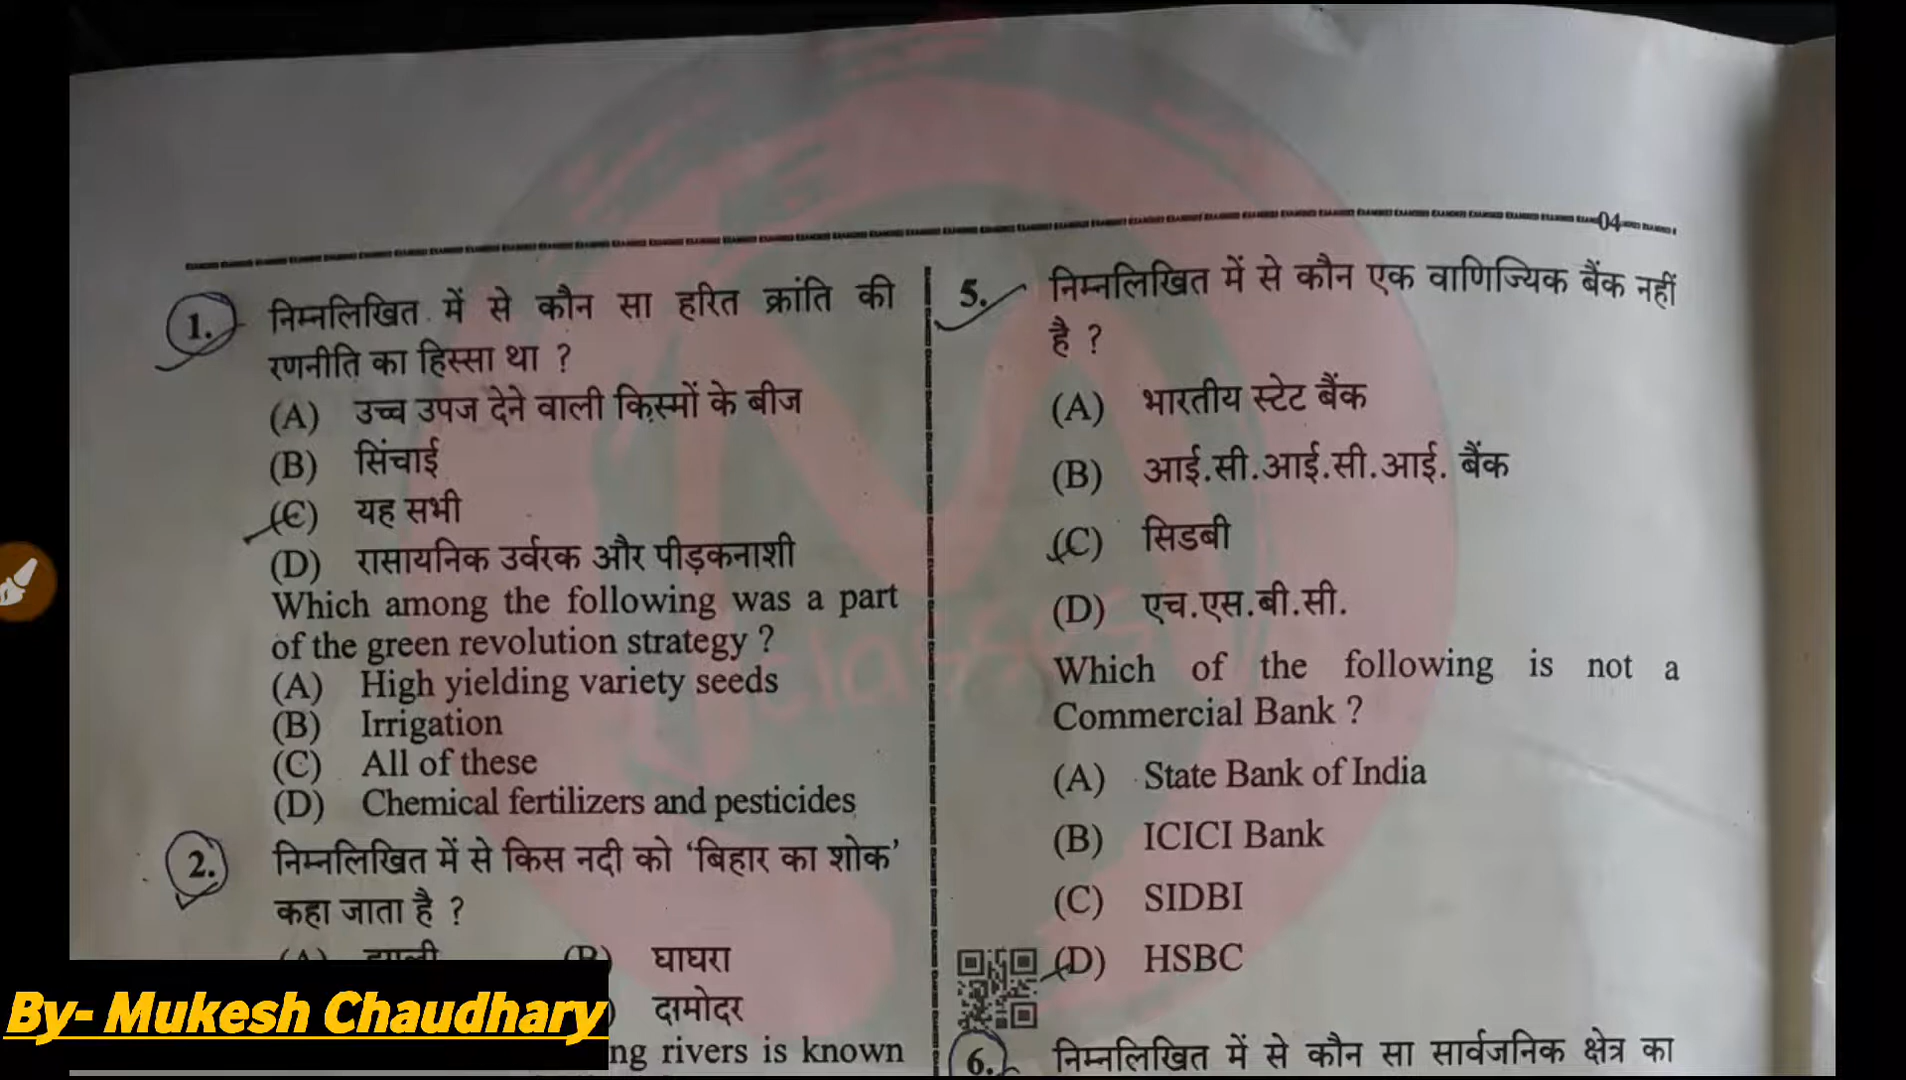 04
1. निम्नलिखित में से कौन सा हरित क्रांति की
रणनीति का हिस्सा था ?
(A) उच्च उपज देने वाली किस्मों के बीज
(B) सिंचाई
(C) यह सभी
(D) रासायनिक उर्वरक और पीड़कनाशी
Which among the following was a part
of the green revolution strategy ?
(A) High yielding variety seeds
(B) Irrigation
(C) All of these
(D) Chemical fertilizers and pesticides
2. निम्नलिखित में से किस नदी को ‘बिहार का शोक’
कहा जाता है ?
(B) घाघरा
दामोदर
rivers is known
5. निम्नलिखित में से कौन एक वाणिज्यिक बैंक नहीं
है ?
(A) भारतीय स्टेट बैंक
(B) आई.सी.आई.सी.आई. बैंक
(C) सिडबी
(D) एच.एस.बी.सी.
Which of the following is not a
Commercial Bank ?
(A) State Bank of India
(B) ICICI Bank
(C) SIDBI
(D) HSBC
6. निम्नलिखित में से कौन सा सार्वजनिक क्षेत्र का
classes
By- Mukesh Chaudhary